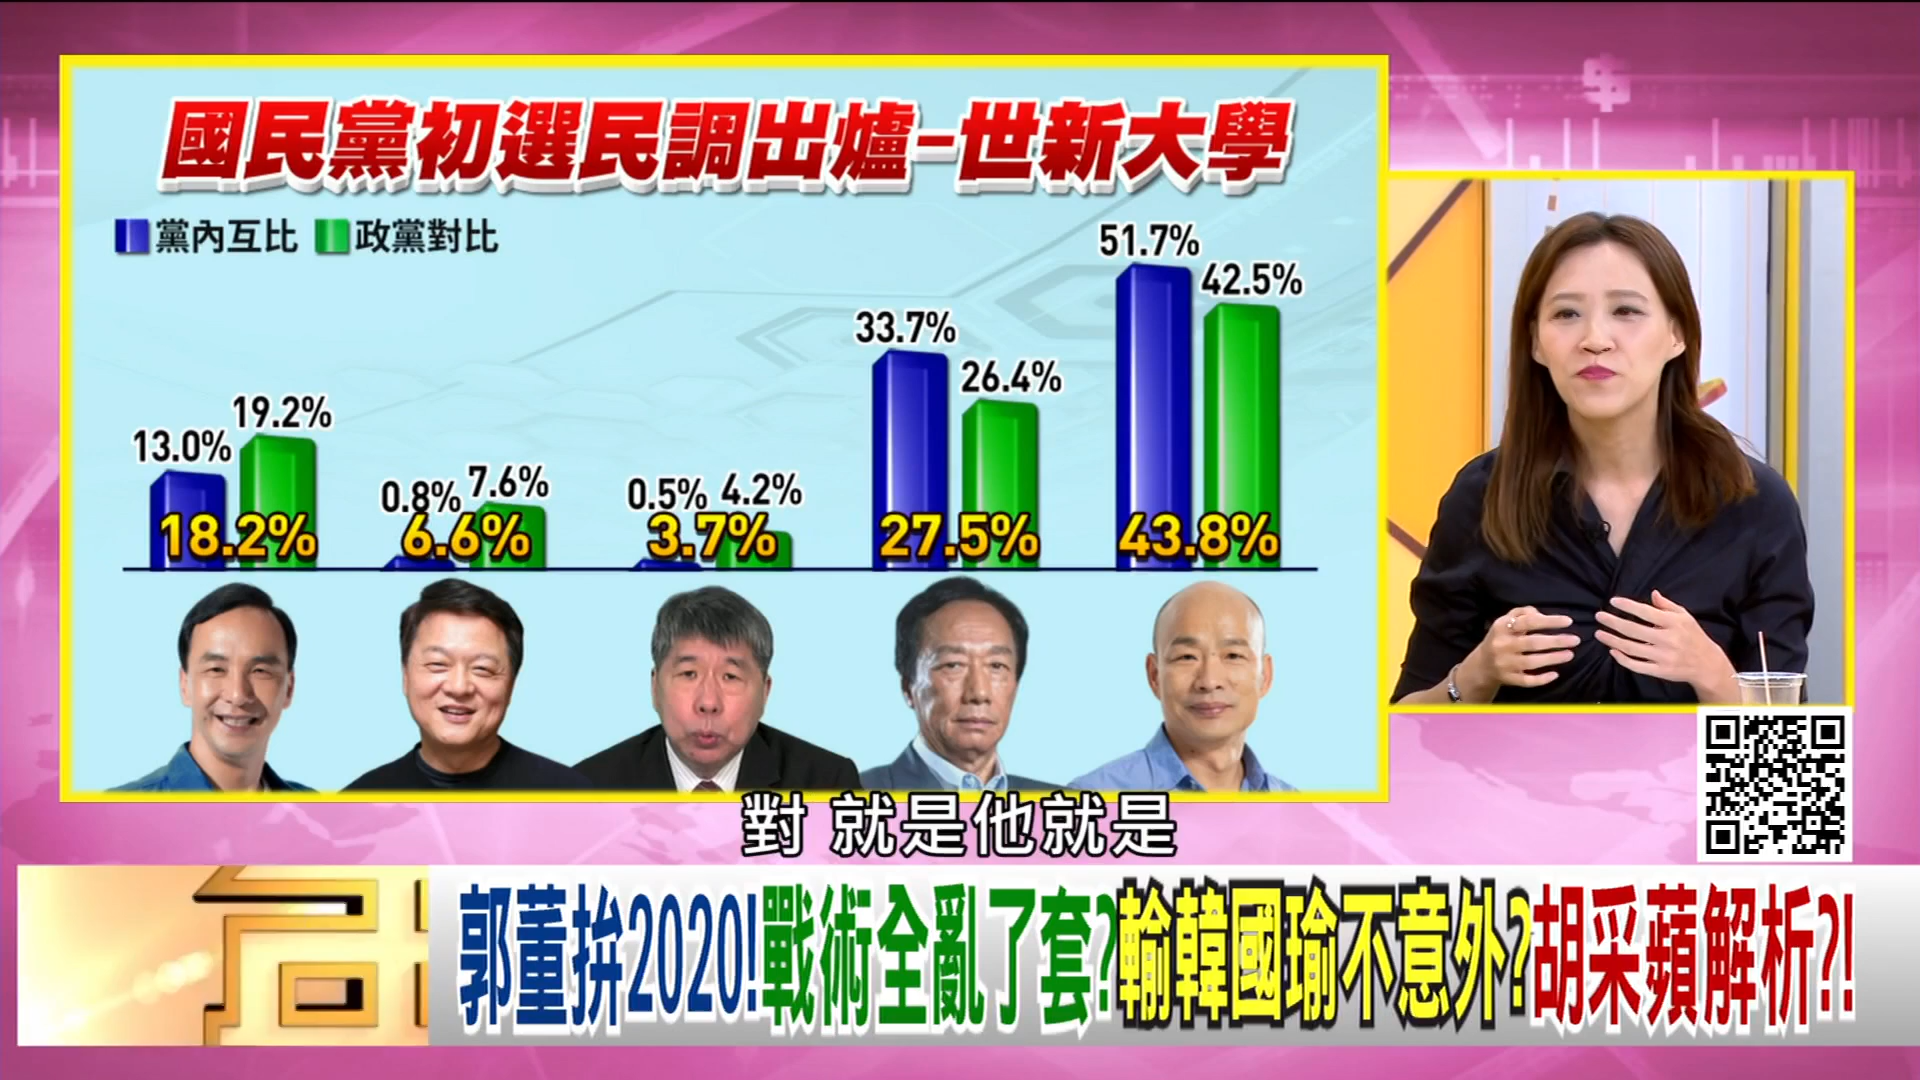 國民黨初選民調出爐-世新大學
黨內互比 政黨對比
13.0% 19.2%
18.2%
0.8% 7.6%
6.6%
0.5% 4.2%
3.7%
33.7% 26.4%
27.5%
51.7% 42.5%
43.8%
對 就是他就是
郭董拚2020!戰術全亂了套?輸韓國瑜不意外?胡采蘋解析?!